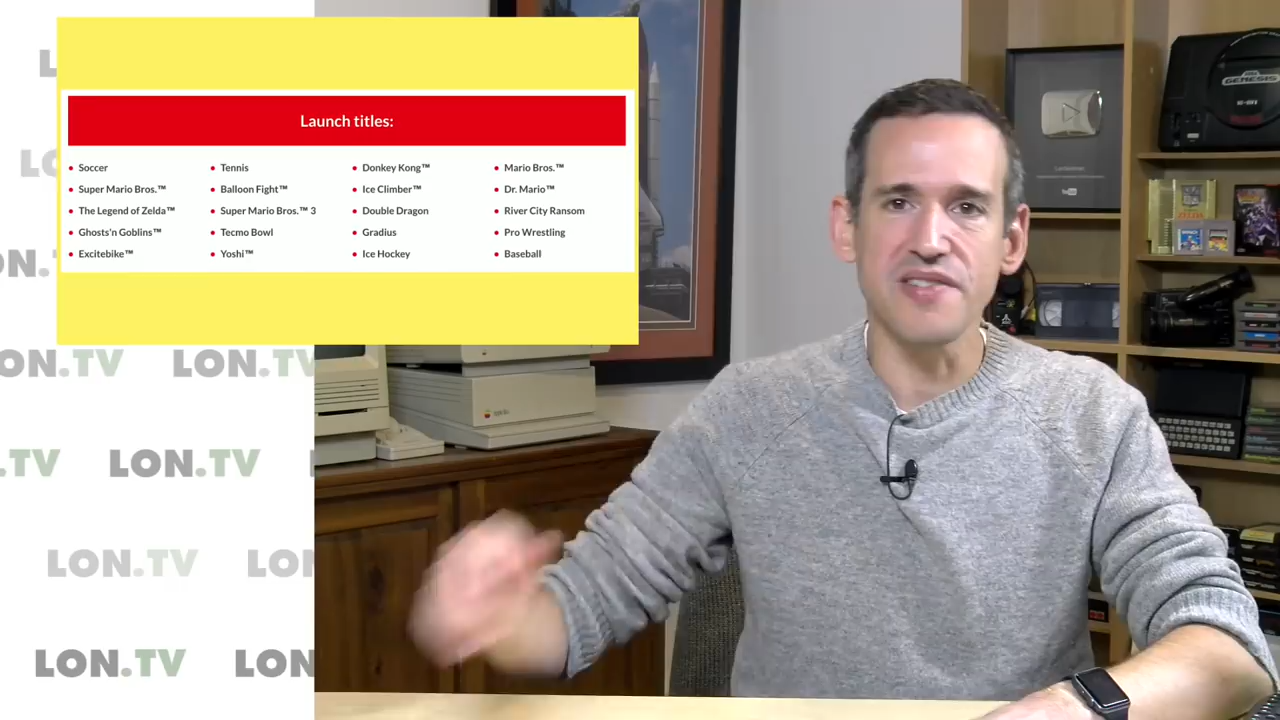 Launch titles:
• Soccer
• Super Mario Bros.™
• The Legend of Zelda™
• Ghosts'n Goblins™
• Excitebike™
• Tennis
• Balloon Fight™
• Super Mario Bros.™ 3
• Tecmo Bowl
• Yoshi™
• Donkey Kong™
• Ice Climber™
• Double Dragon
• Gradius
• Ice Hockey
• Mario Bros.™
• Dr. Mario™
• River City Ransom
• Pro Wrestling
• Baseball
LON.TV LON.TV
.TV LON.TV
LON.TV LON
LON.TV LON
GENESIS
YouTube